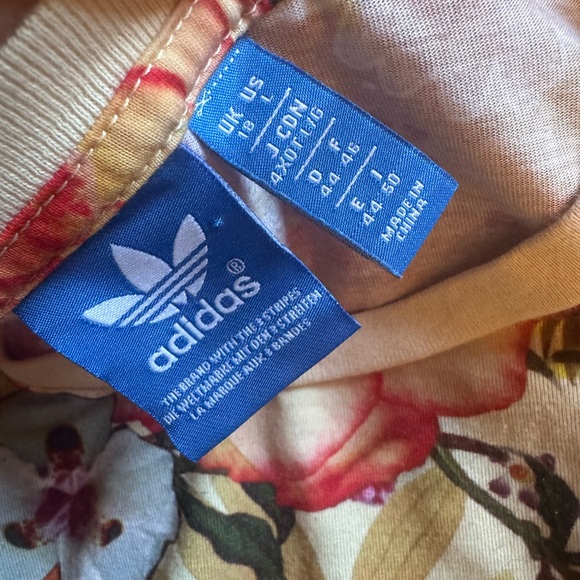 adidas®
THE BRAND WITH THE 3 STRIPES
DIE WELTMARKE MIT DEN 3 STREIFEN
LA MARQUE AUX 3 BANDES
UK US
18 L
J CDN
4XOT L/G
D F
44 46
E I
44 50
MADE IN
CHINA